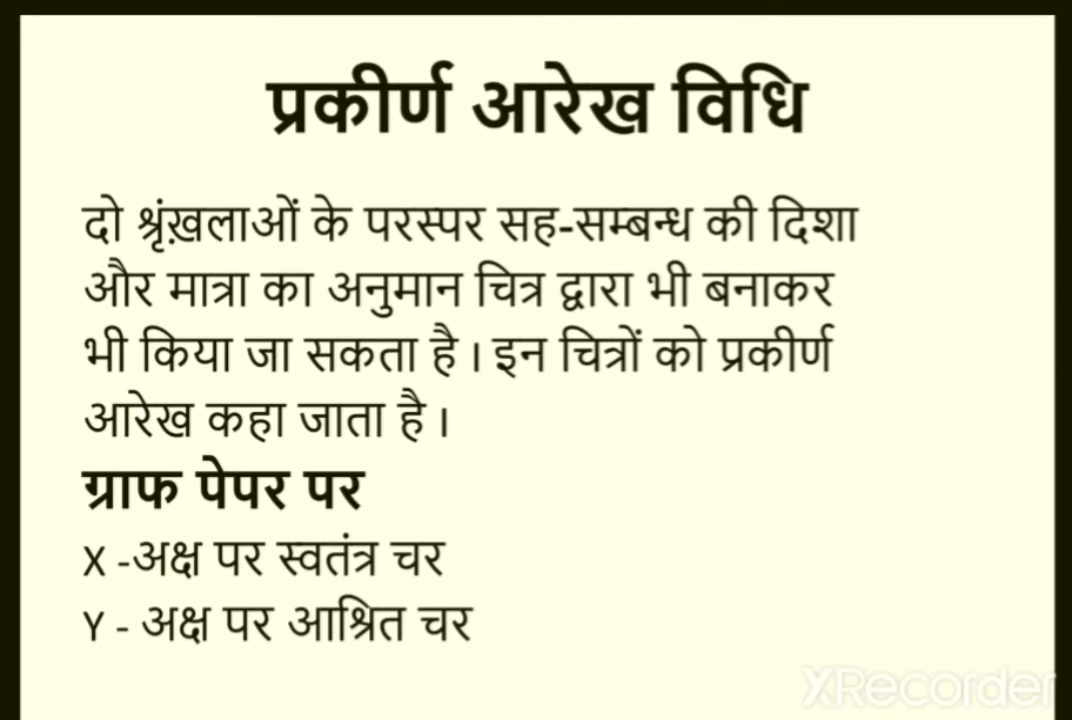 प्रकीर्ण आरेख विधि
दो श्रृंख़लाओं के परस्पर सह-सम्बन्ध की दिशा
और मात्रा का अनुमान चित्र द्वारा भी बनाकर
भी किया जा सकता है । इन चित्रों को प्रकीर्ण
आरेख कहा जाता है ।
ग्राफ पेपर पर
X -अक्ष पर स्वतंत्र चर
Y - अक्ष पर आश्रित चर
XRecorder